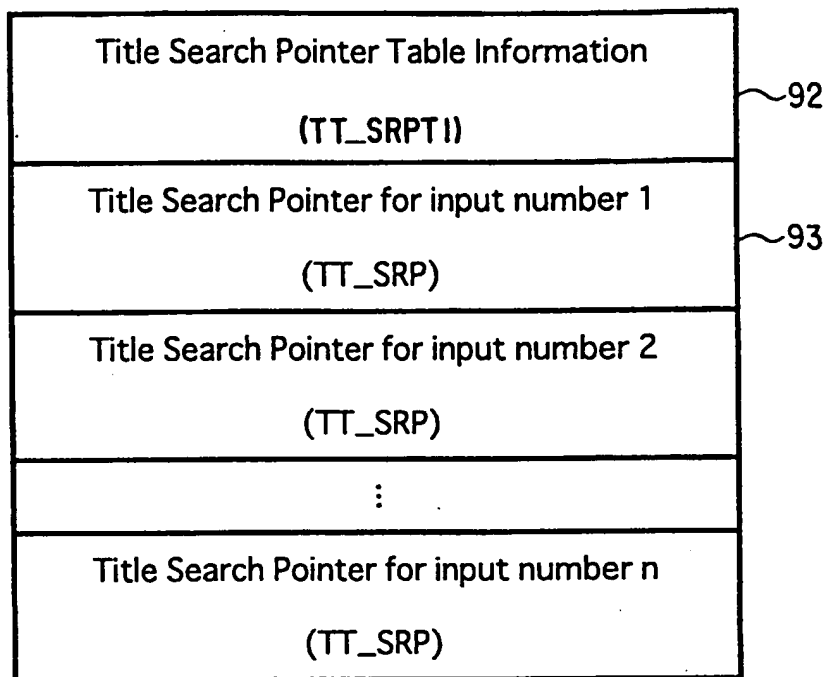 Title Search Pointer Table Information
(TT_SRPTI)
92
Title Search Pointer for input number 1
(TT_SRP)
93
Title Search Pointer for input number 2
(TT_SRP)
⋮
Title Search Pointer for input number n
(TT_SRP)